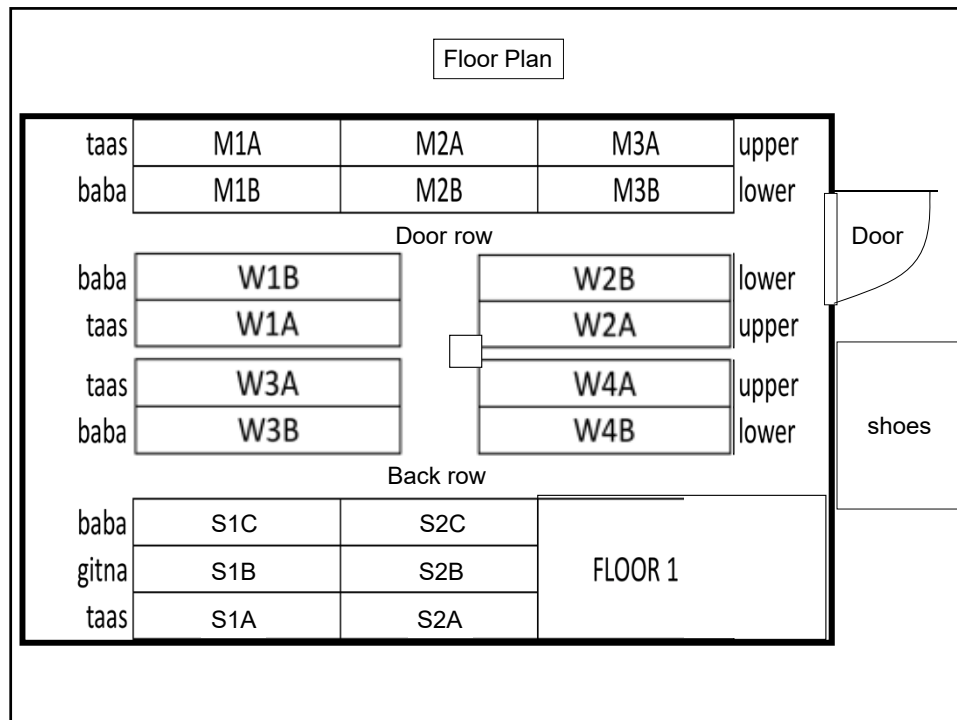 Floor Plan
taas M1A M2A M3A upper
baba M1B M2B M3B lower
Door row
Door
baba W1B W2B lower
taas W1A W2A upper
taas W3A W4A upper
baba W3B W4B lower
shoes
Back row
baba S1C S2C
gitna S1B S2B FLOOR 1
taas S1A S2A